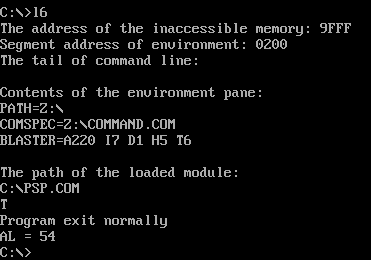 C:\>16
The address of the inaccessible memory: 9FFF
Segment address of environment: 0200
The tail of command line:
Contents of the environment pane:
PATH=Z:\
COMSPEC=Z:\COMMAND.COM
BLASTER=A220 I7 D1 H5 T6
The path of the loaded module:
C:\PSP.COM
T
Program exit normally
AL = 54
C:\>